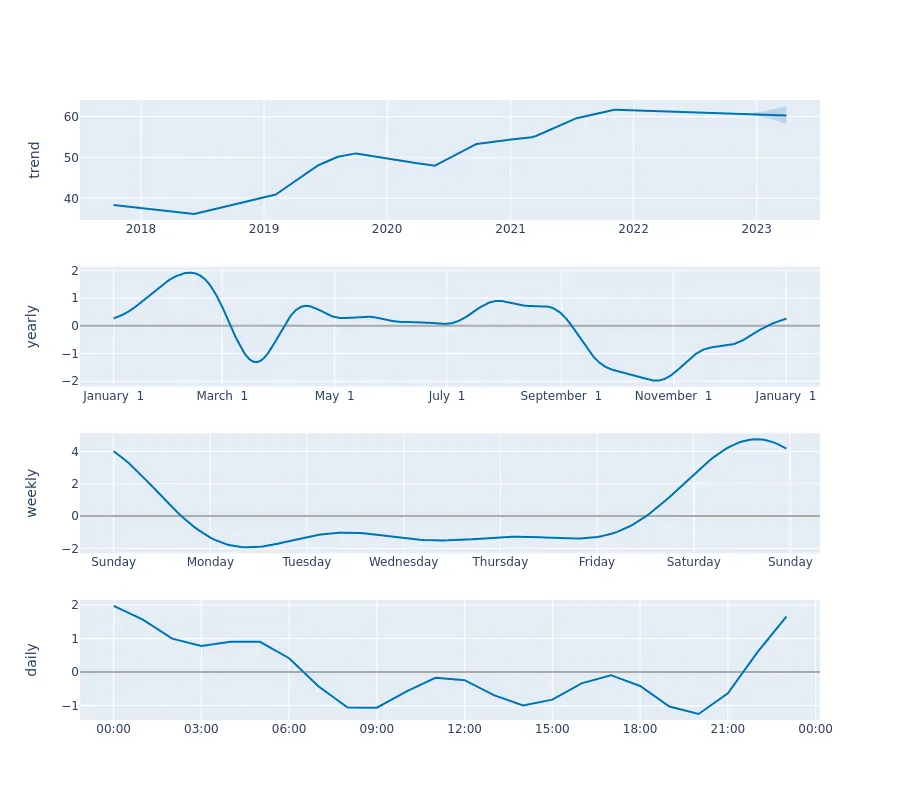 trend
60
50
40
2018 2019 2020 2021 2022 2023
yearly
2
1
0
−1
−2
January 1 March 1 May 1 July 1 September 1 November 1 January 1
weekly
4
2
0
−2
Sunday Monday Tuesday Wednesday Thursday Friday Saturday Sunday
daily
2
1
0
−1
00:00 03:00 06:00 09:00 12:00 15:00 18:00 21:00 00:00